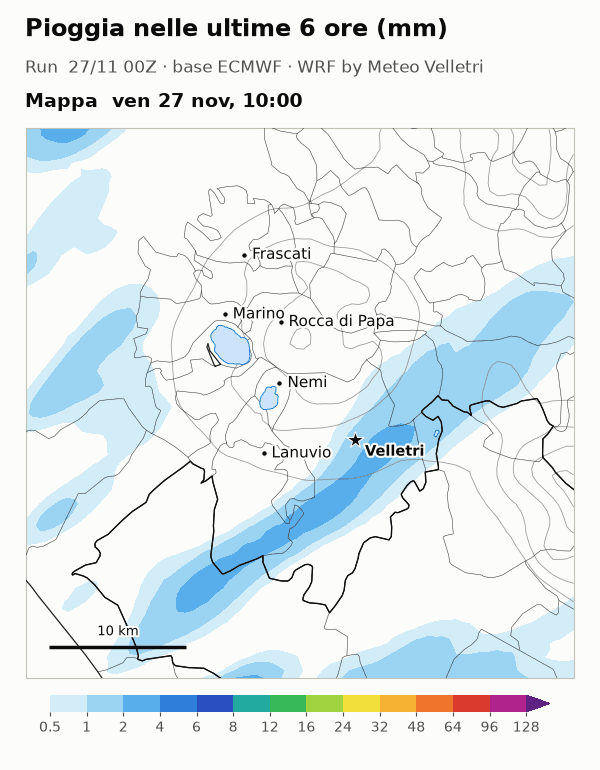 Pioggia nelle ultime 6 ore (mm)
Run  27/11 00Z · base ECMWF · WRF by Meteo Velletri
Mappa  ven 27 nov, 10:00
Frascati
Marino
Rocca di Papa
Nemi
Velletri
Lanuvio
10 km
0.5 1 2 4 6 8 12 16 24 32 48 64 96 128